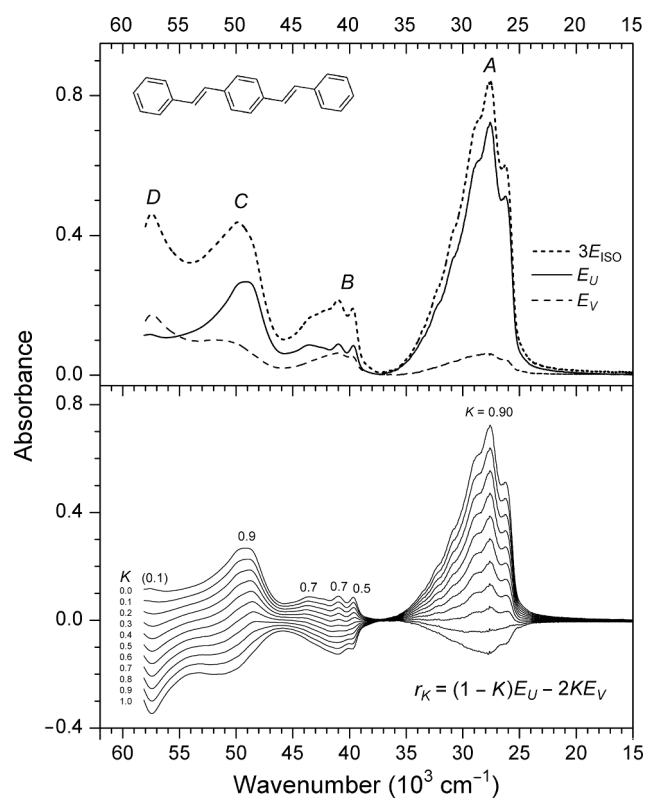 60 55 50 45 40 35 30 25 20 15
A
0.8
D
C
0.4
B
3E_ISO
E_U
E_V
0.0
Absorbance
0.8
K = 0.90
0.4
0.9
K
(0.1)
0.7
0.7
0.5
0.0
0.0
0.1
0.2
0.3
0.4
0.5
0.6
0.7
0.8
0.9
1.0
r_K = (1 − K)E_U − 2KE_V
−0.4
60 55 50 45 40 35 30 25 20 15
Wavenumber (10³ cm⁻¹)